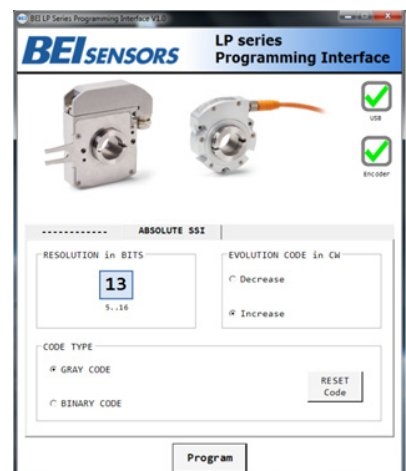 BEI LP Series Programming Interface V1.0
BEI SENSORS
LP series
Programming Interface
USB
Encoder
------------ ABSOLUTE SSI
RESOLUTION in BITS
13
5..16
EVOLUTION CODE in CW
Decrease
Increase
CODE TYPE
GRAY CODE
BINARY CODE
RESET
Code
Program